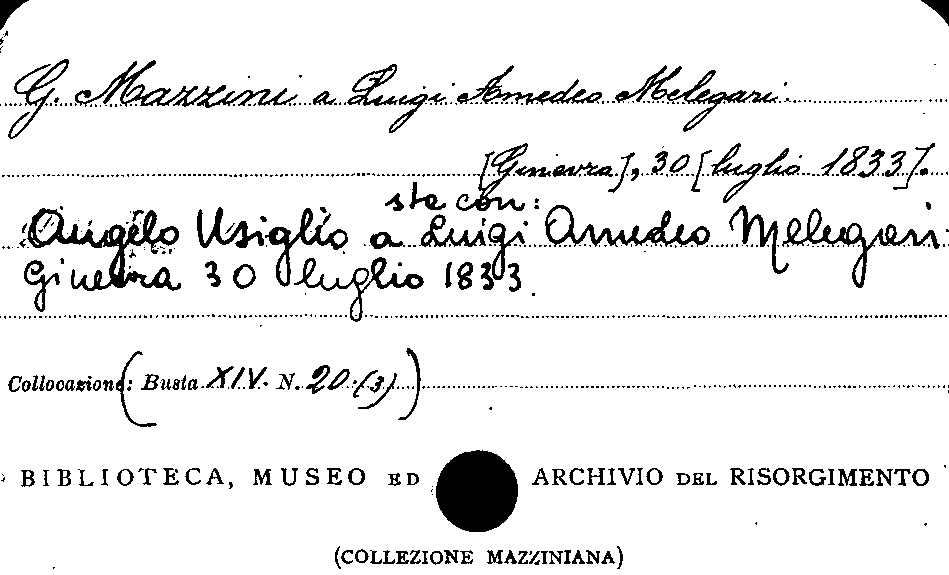 G. Mazzini a Luigi Amedeo Melegari.
[Ginevra], 30 [luglio 1833].
sta con:
Angelo Usiglio a Luigi Amedeo Melegari
Ginevra 30 luglio 1833.
Collocazione: (Busta XIV. N. 20.(3))
BIBLIOTECA, MUSEO ED ARCHIVIO DEL RISORGIMENTO
(COLLEZIONE MAZZINIANA)